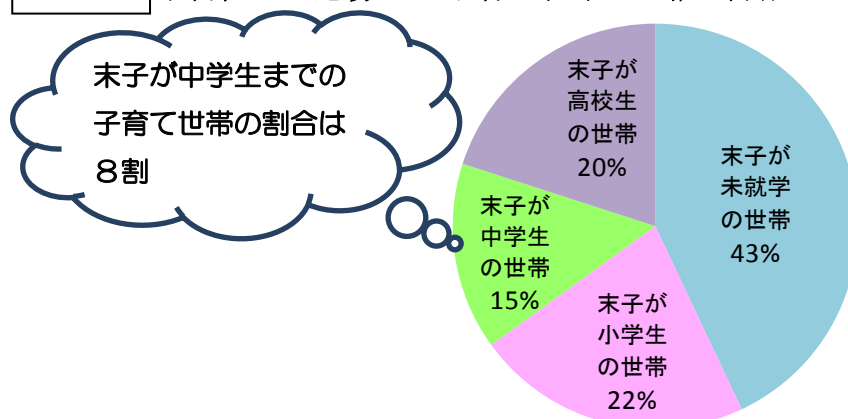 末子が中学生までの
子育て世帯の割合は
８割
末子が
高校生
の世帯
20%
末子が
未就学
の世帯
43%
末子が
中学生
の世帯
15%
末子が
小学生
の世帯
22%